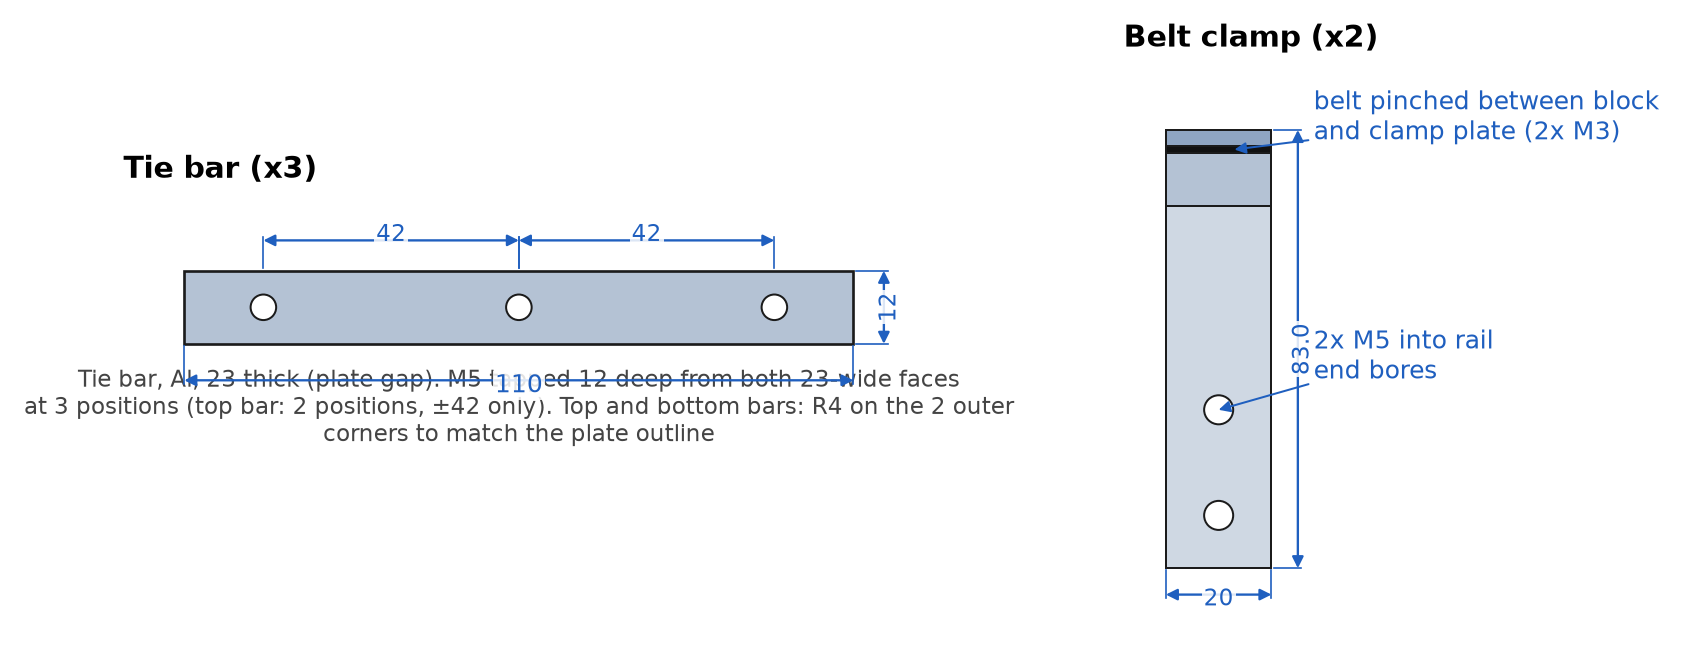 Belt clamp (x2)
belt pinched between block
and clamp plate (2x M3)
Tie bar (x3)
42 42
12
110
Tie bar, Al, 23 thick (plate gap). M5 12 deep from both 23-wide faces
at 3 positions (top bar: 2 positions, ±42 only). Top and bottom bars: R4 on the 2 outer
corners to match the plate outline
83.0
2x M5 into rail
end bores
20